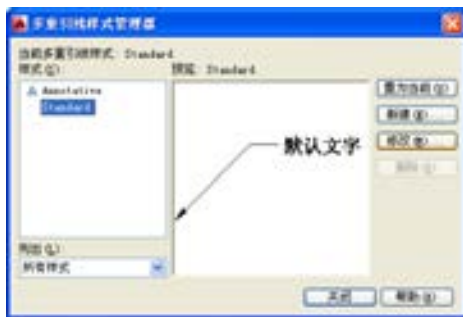 多重引线样式管理器
当前多重引线样式: Standard
样式(S):
预览: Standard
Annotative
Standard
置为当前(U)
新建(N)...
修改(M)...
删除(D)
默认文字
列出(L):
所有样式
关闭
帮助(H)